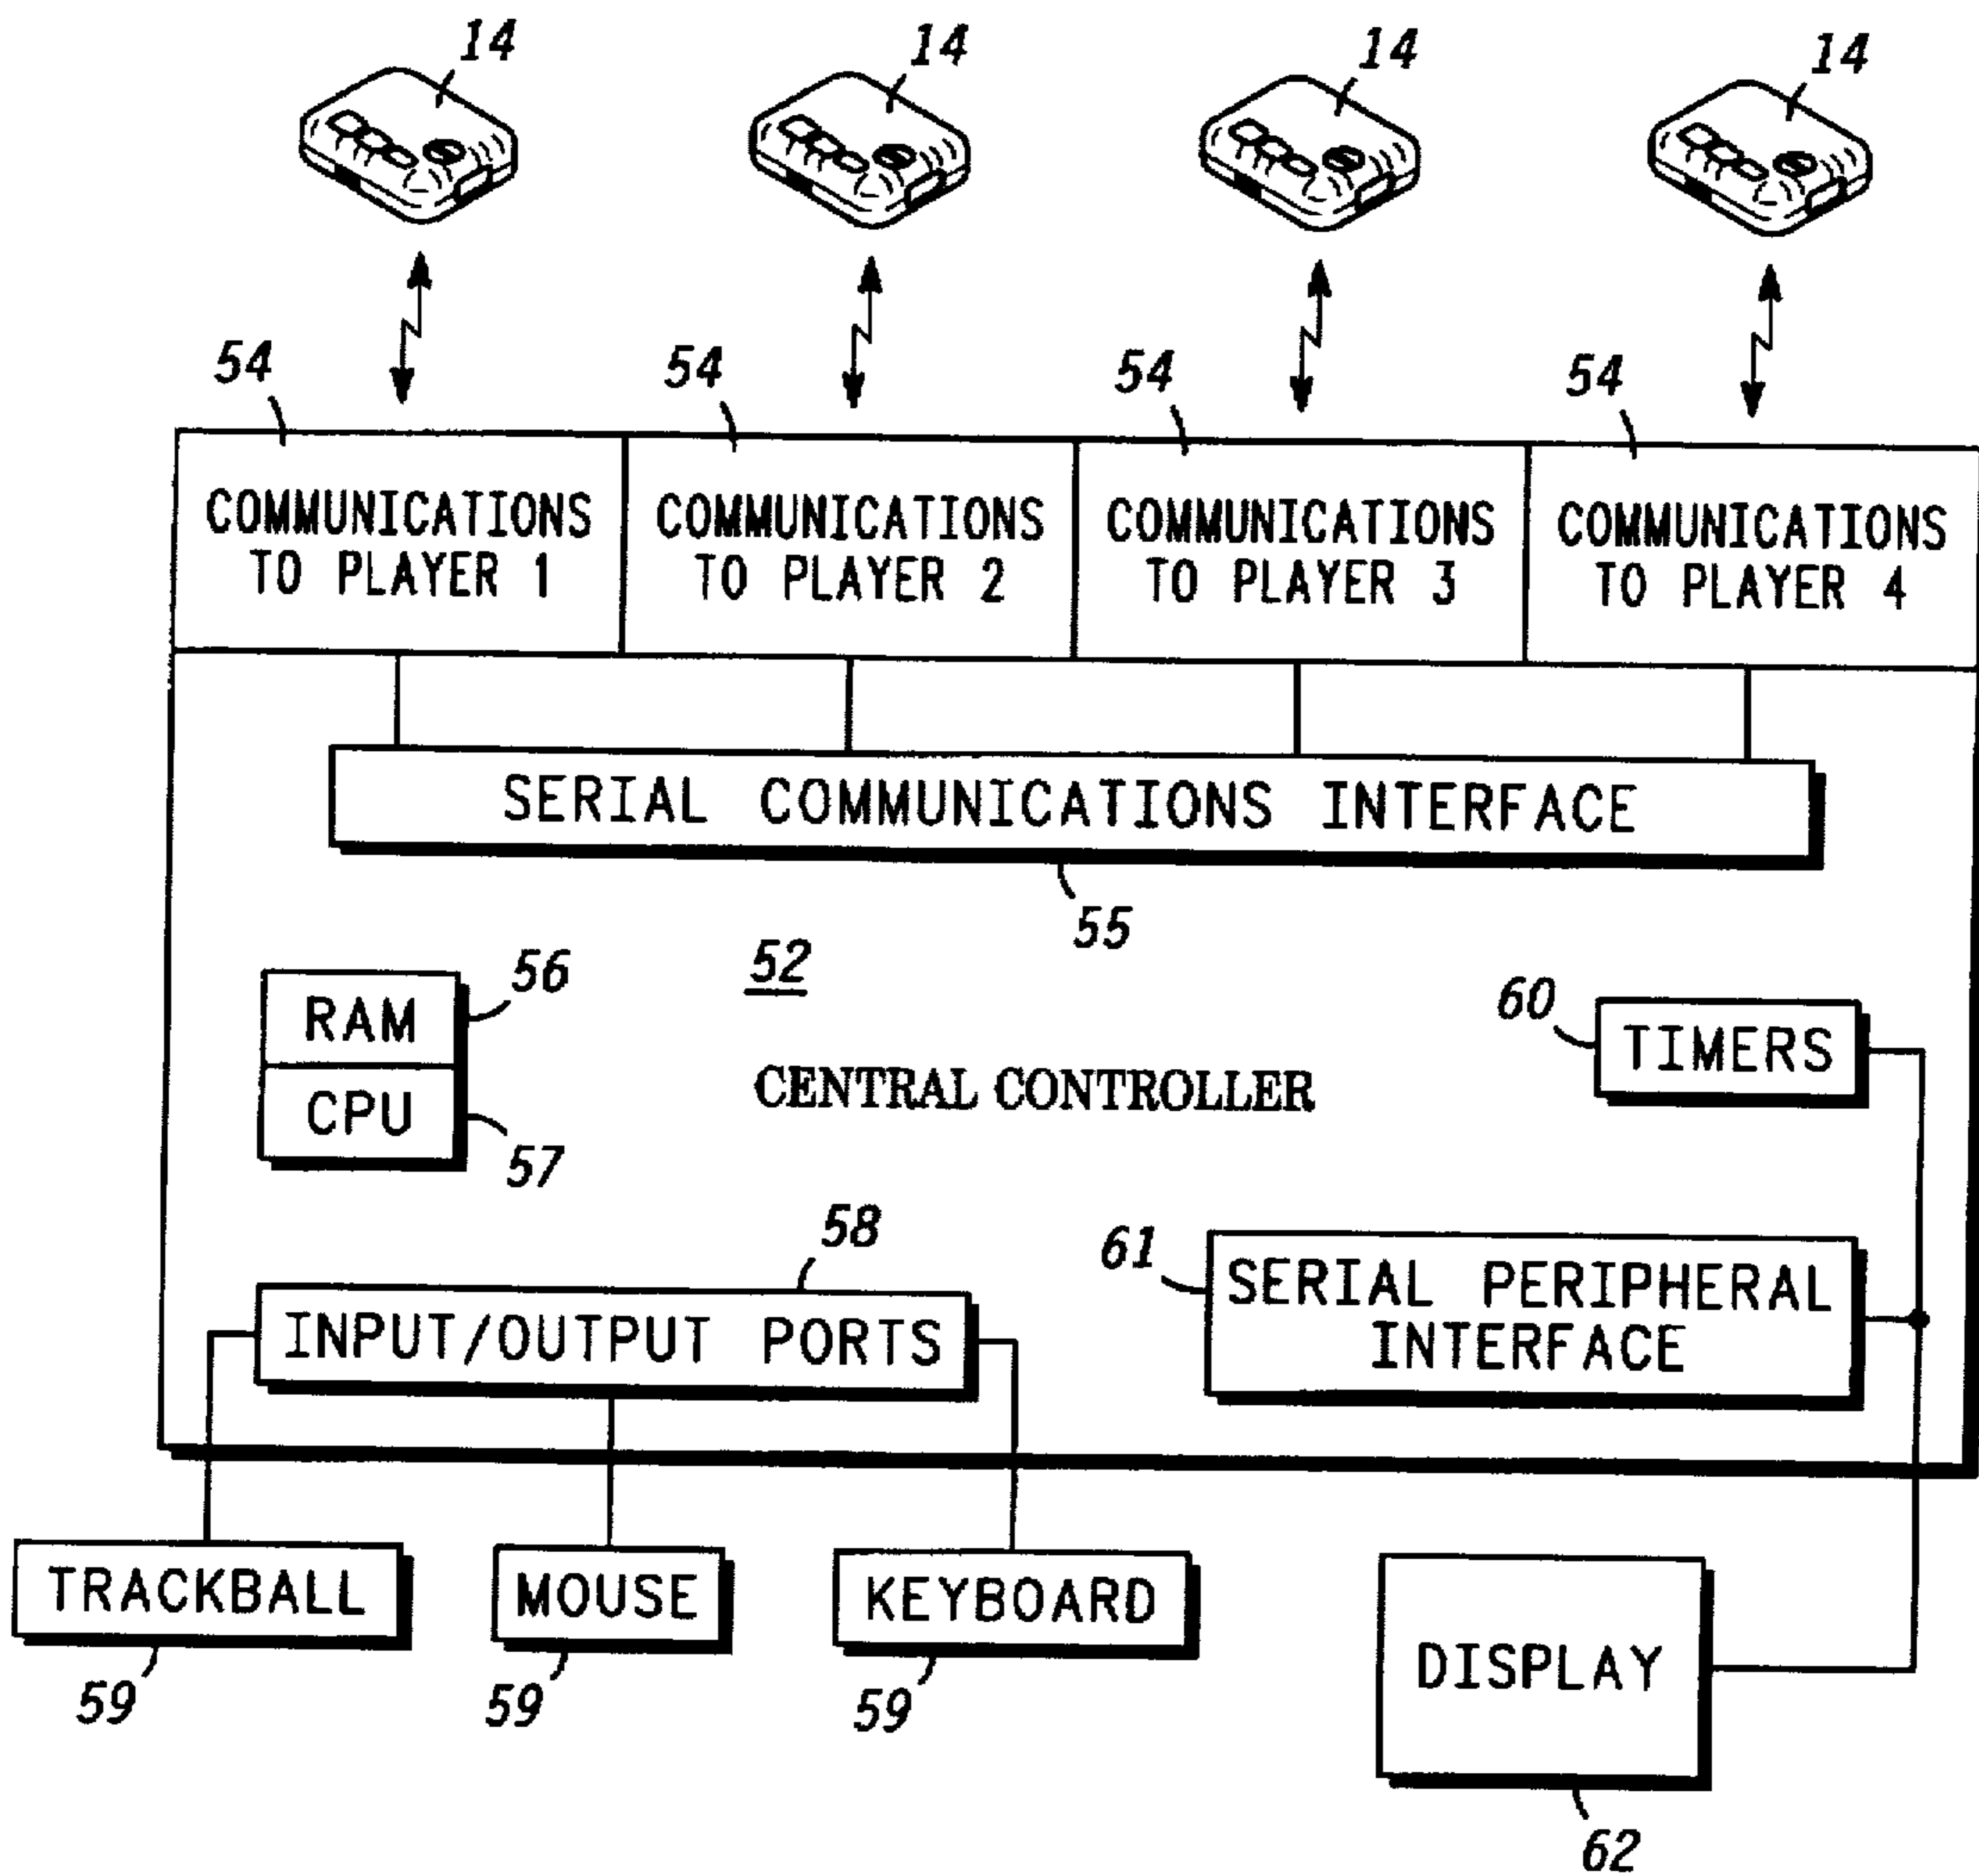 14 14 14 14
54 54 54 54
COMMUNICATIONS TO PLAYER 1
COMMUNICATIONS TO PLAYER 2
COMMUNICATIONS TO PLAYER 3
COMMUNICATIONS TO PLAYER 4
SERIAL COMMUNICATIONS INTERFACE
55
52
CENTRAL CONTROLLER
RAM
56
CPU
57
60
TIMERS
58
INPUT/OUTPUT PORTS
61
SERIAL PERIPHERAL
INTERFACE
TRACKBALL
59
MOUSE
59
KEYBOARD
59
DISPLAY
62